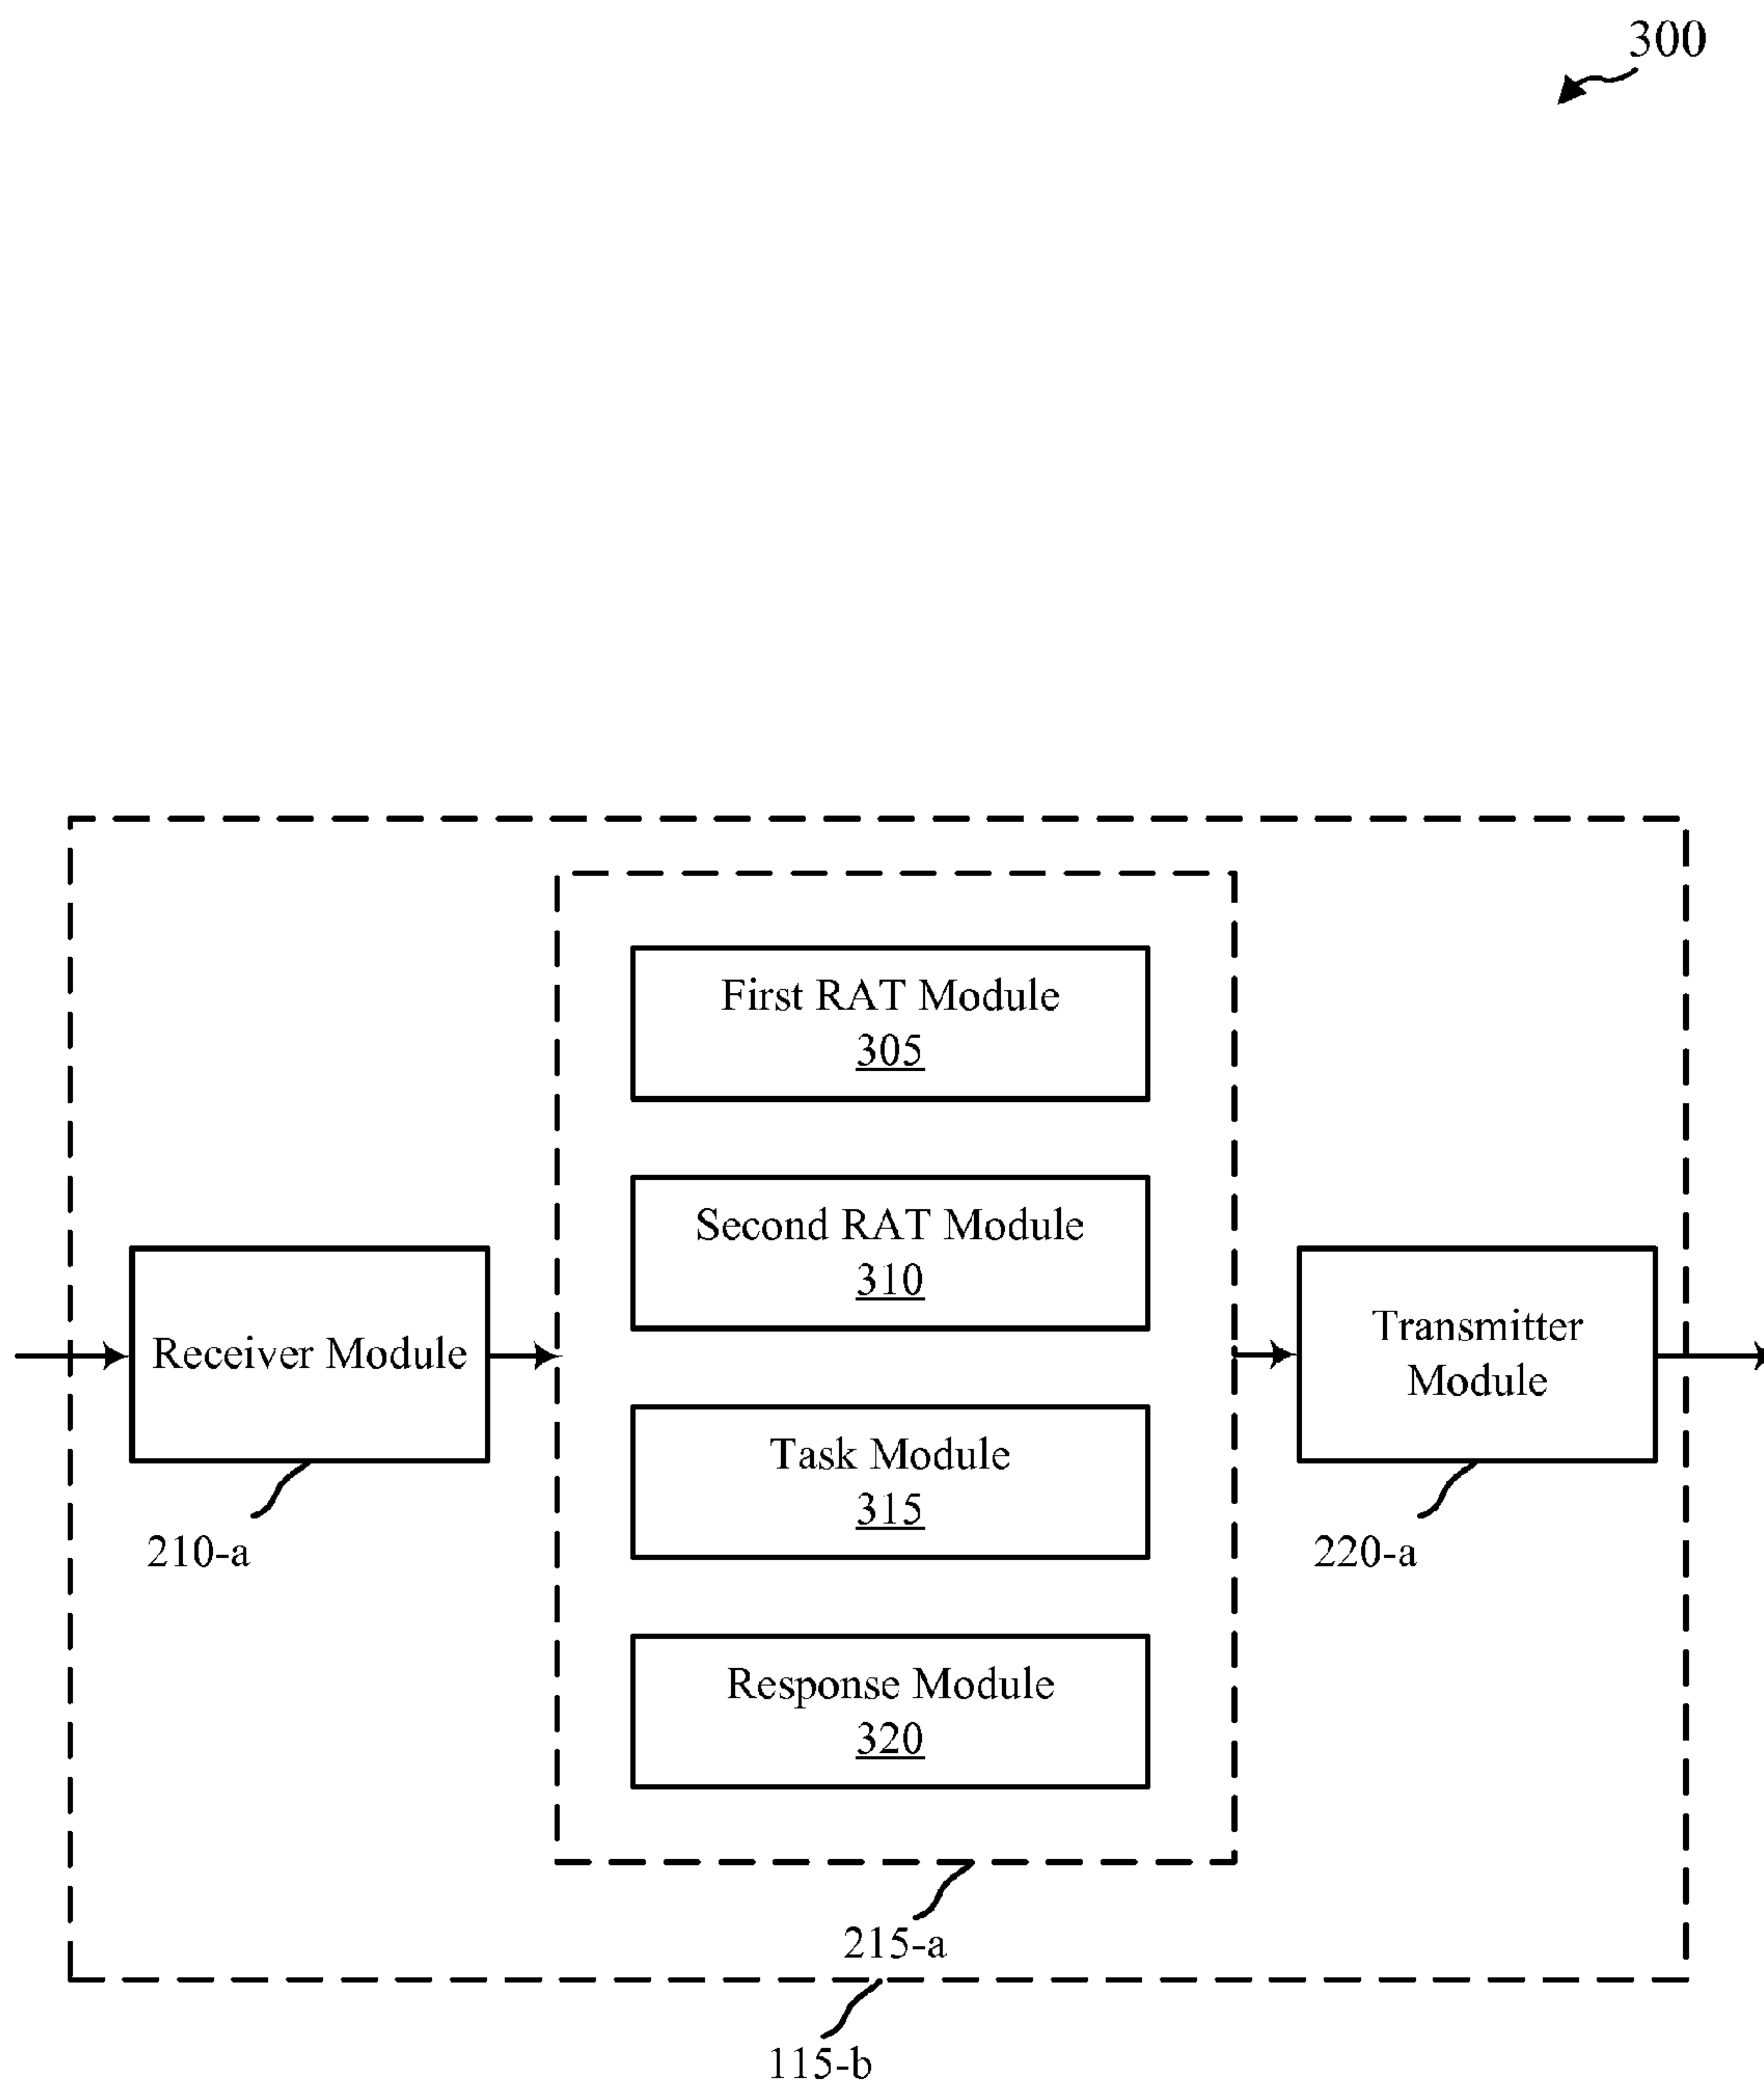 300
First RAT Module
305
Second RAT Module
310
Receiver Module
Transmitter
Module
Task Module
315
210-a
220-a
Response Module
320
215-a
115-b